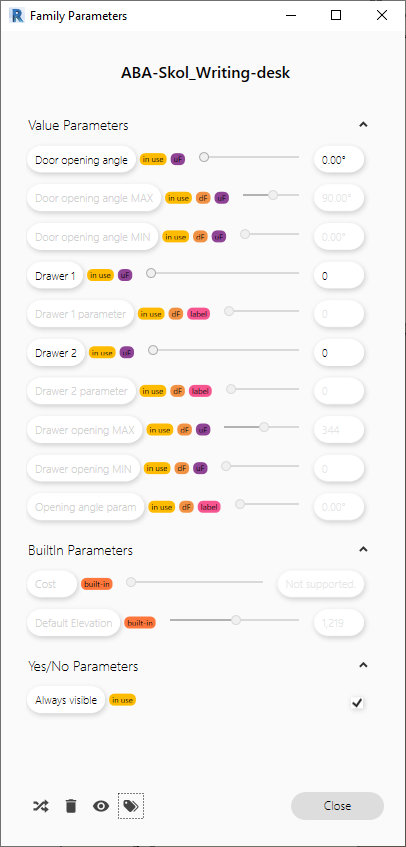 Family Parameters
ABA-Skol_Writing-desk
Value Parameters
Door opening angle in use uF 0.00°
Door opening angle MAX in use dF uF 90.00°
Door opening angle MIN in use dF uF 0.00°
Drawer 1 in use uF 0
Drawer 1 parameter in use dF label 0
Drawer 2 in use uF 0
Drawer 2 parameter in use dF label 0
Drawer opening MAX in use dF uF 344
Drawer opening MIN in use dF uF 0
Opening angle param in use dF label 0.00°
BuiltIn Parameters
Cost built-in Not supported
Default Elevation built-in 1,219
Yes/No Parameters
Always visible in use
Close